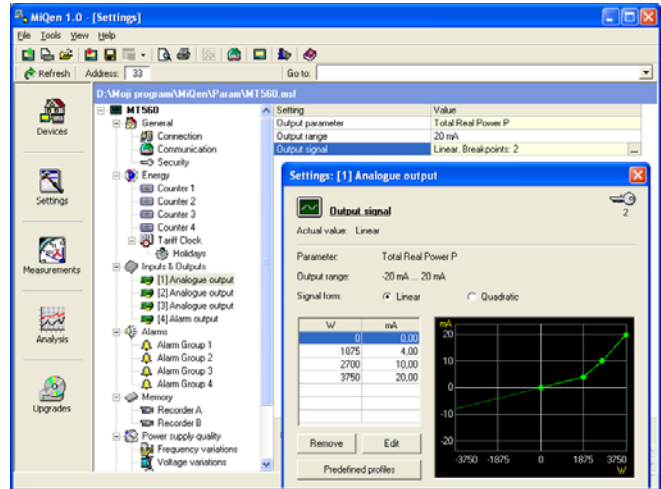 MiQen 1.0 - [Settings]
File Tools View Help
Refresh Address: 33 Go to:
D:\Moji programi\MiQen\Param\MT560.msf
Devices
Settings
Measurements
Analysis
Upgrades
MT560
General
Connection
Communication
Security
Energy
Counter 1
Counter 2
Counter 3
Counter 4
Tariff Clock
Holidays
Inputs & Outputs
[1] Analogue output
[2] Analogue output
[3] Analogue output
[4] Alarm output
Alarms
Alarm Group 1
Alarm Group 2
Alarm Group 3
Alarm Group 4
Memory
Recorder A
Recorder B
Power supply quality
Frequency variations
Voltage variations
Setting Value
Output parameter Total Real Power P
Output range 20 mA
Output signal Linear, Breakpoints: 2 ...
Settings: [1] Analogue output
Output signal
2
Actual value: Linear
Parameter: Total Real Power P
Output range: -20 mA ... 20 mA
Signal form: Linear Quadratic
W mA
0 0,00
1875 4,00
2700 10,00
3750 20,00
Remove Edit
Predefined profiles
mA
20
10
0
-10
-20
-3750 -1875 0 1875 3750
W